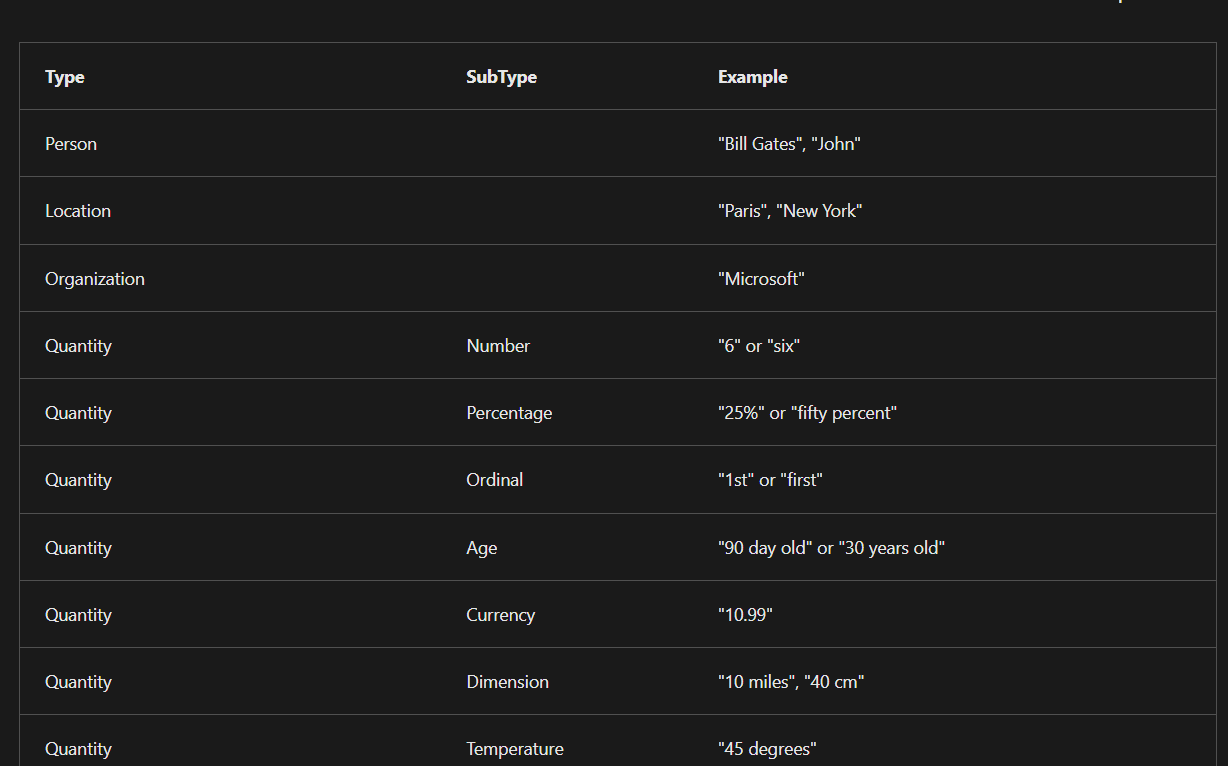 Type SubType Example
Person "Bill Gates", "John"
Location "Paris", "New York"
Organization "Microsoft"
Quantity Number "6" or "six"
Quantity Percentage "25%" or "fifty percent"
Quantity Ordinal "1st" or "first"
Quantity Age "90 day old" or "30 years old"
Quantity Currency "10.99"
Quantity Dimension "10 miles", "40 cm"
Quantity Temperature "45 degrees"